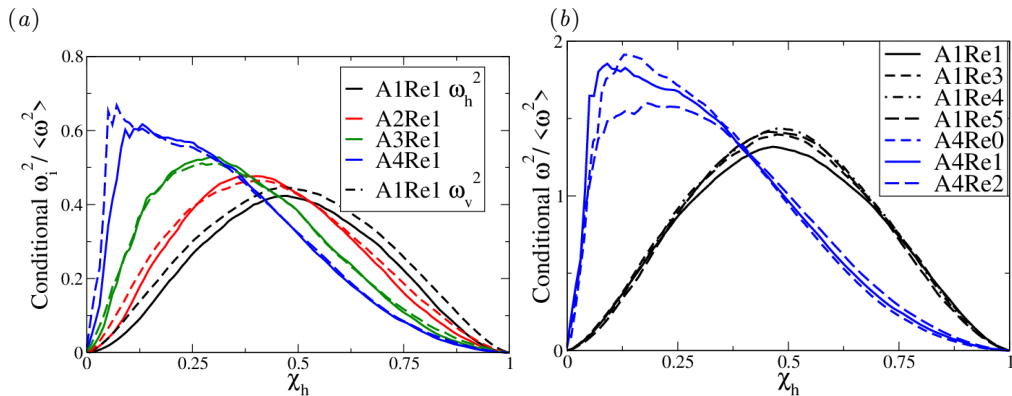 (a)
Conditional ω_i^2/ <ω^2>
0.8
0.6
0.4
0.2
0
0 0.25 0.5 0.75 1
χ_h
A1Re1 ω_h^2
A2Re1
A3Re1
A4Re1
A1Re1 ω_v^2
(b)
Conditional ω^2/ <ω^2>
2
1
0
0 0.25 0.5 0.75 1
χ_h
A1Re1
A1Re3
A1Re4
A1Re5
A4Re0
A4Re1
A4Re2